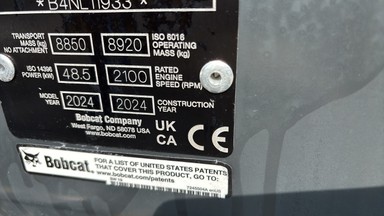 *B4NL11933*
TRANSPORT MASS (kg) NO ATTACHMENT 8850 8920 ISO 6016 OPERATING MASS (kg)
ISO 14396 POWER (kW) 48.5 2100 RATED ENGINE SPEED (RPM)
MODEL YEAR 2024 2024 CONSTRUCTION YEAR
Bobcat Company
West Fargo, ND 58078 USA
UK
CA CE
Bobcat.
FOR A LIST OF UNITED STATES PATENTS
THAT COVER THIS PRODUCT, GO TO:
www.bobcat.com/patents